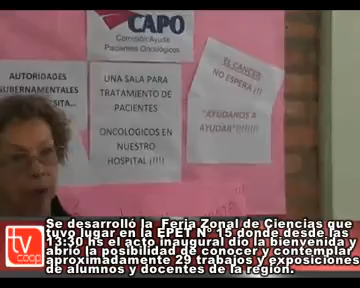 CAPO
Comisión Ayuda
Pacientes Oncológicos
AUTORIDADES
GUBERNAMENTALES
UNA SALA PARA
TRATAMIENTO DE
PACIENTES
ONCOLOGICOS EN
NUESTRO
HOSPITAL ¡!!!!!
EL CANCER
NO ESPERA ¡!!!
"AYUDANOS A
AYUDAR"
tv
coop
Se desarrolló la Feria Zonal de Ciencias que
tuvo lugar en la EPET N° 15,donde desde las
13:30 hs el acto inaugural dio la bienvenida y
abrió la posibilidad de conocer y contemplar
aproximadamente 29 trabajos y exposiciones
de alumnos y docentes de la región.